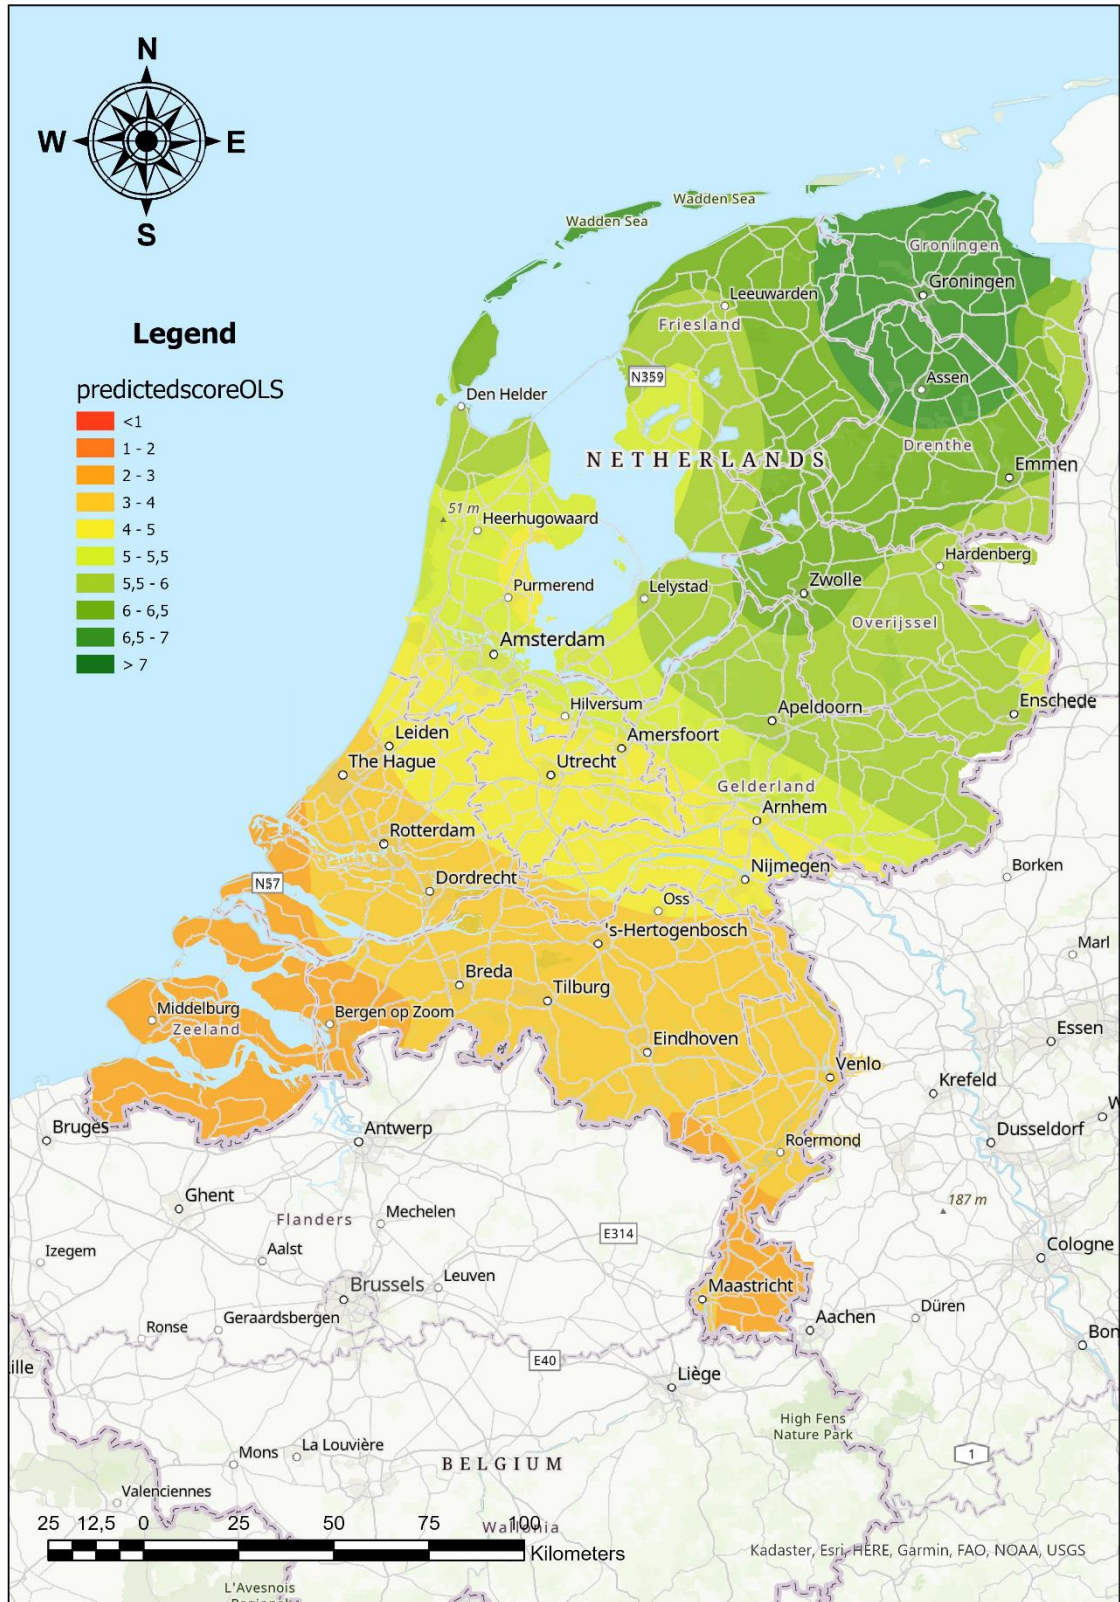 N
W E
S
Wadden Sea
Wadden Sea
Groningen
Groningen
Leeuwarden
Friesland
Legend
predictedscoreOLS
<1
1 - 2
2 - 3
3 - 4
4 - 5
5 - 5,5
5,5 - 6
6 - 6,5
6,5 - 7
> 7
N359
Assen
Den Helder
Drenthe
NETHERLANDS
Emmen
51 m
Heerhugowaard
Hardenberg
Purmerend
Lelystad
Zwolle
Overijssel
Amsterdam
Hilversum
Apeldoorn
Enschede
Leiden
Amersfoort
The Hague
Utrecht
Gelderland
Arnhem
Rotterdam
Borken
N57
Dordrecht
Nijmegen
Oss
's-Hertogenbosch
Marl
Breda
Tilburg
Middelburg
Zeeland
Bergen op Zoom
Essen
Eindhoven
Venlo
Krefeld
Bruges
Antwerp
W
Dusseldorf
Roermond
Ghent
187 m
Flanders
Mechelen
E314
Izegem
Aalst
Cologne
Brussels
Leuven
Maastricht
Ronse
Geraardsbergen
Aachen
Düren
Bon
ille
E40
Liège
High Fens
Nature Park
La Louvière
Mons
BELGIUM
1
Valenciennes
25 12,5 0 25 50 75 100
Wallonia
Kilometers
Kadaster, Esri, HERE, Garmin, FAO, NOAA, USGS
L'Avesnois